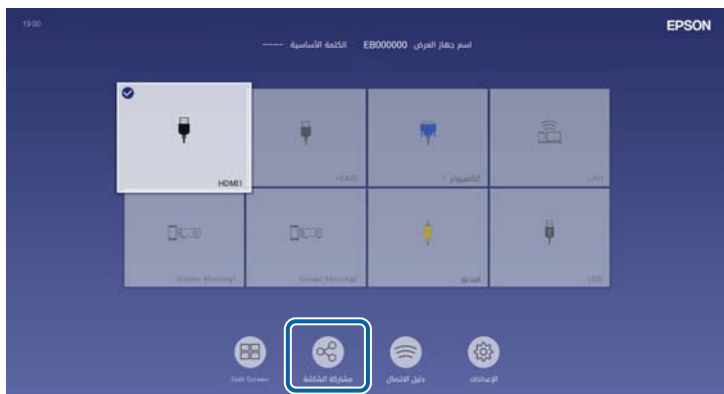 19:00
EPSON
اسم جهاز العرض EB000000 الكلمة الأساسية ----
HDMI1
HDMI2
الكمبيوتر 1
LAN
Screen Mirroring1
Screen Mirroring2
فيديو
USB
Split Screen
مشاركة الشاشة
دليل الاتصال
الإعدادات